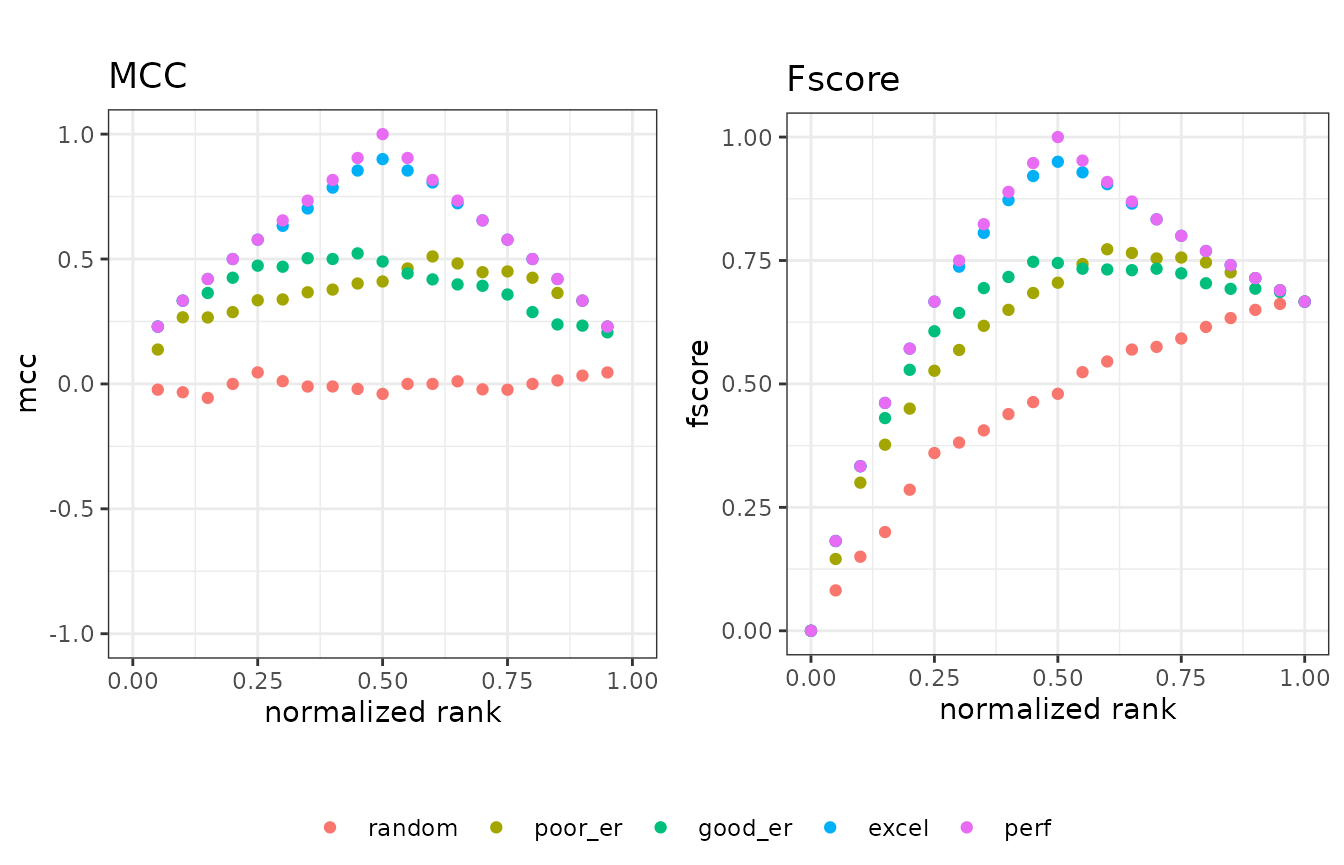 MCC
mcc
1.0
0.5
0.0
-0.5
-1.0
0.00 0.25 0.50 0.75 1.00
normalized rank
Fscore
fscore
1.00
0.75
0.50
0.25
0.00
0.00 0.25 0.50 0.75 1.00
normalized rank
random poor_er good_er excel perf